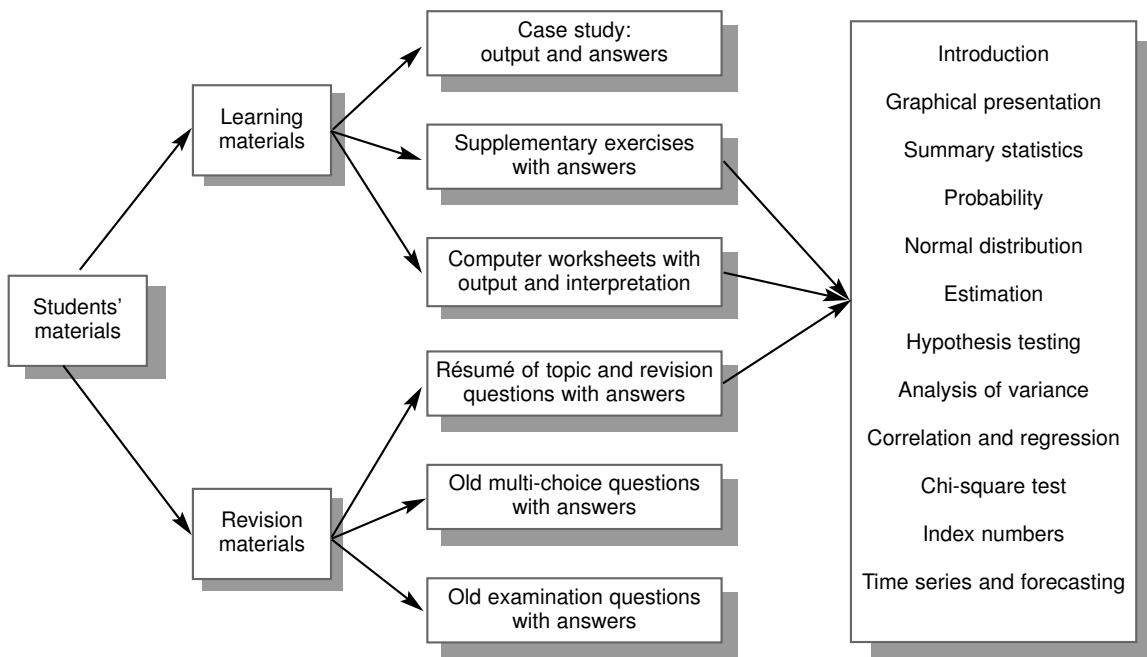 Students’
materials
Learning
materials
Revision
materials
Case study:
output and answers
Supplementary exercises
with answers
Computer worksheets with
output and interpretation
Résumé of topic and revision
questions with answers
Old multi-choice questions
with answers
Old examination questions
with answers
Introduction
Graphical presentation
Summary statistics
Probability
Normal distribution
Estimation
Hypothesis testing
Analysis of variance
Correlation and regression
Chi-square test
Index numbers
Time series and forecasting